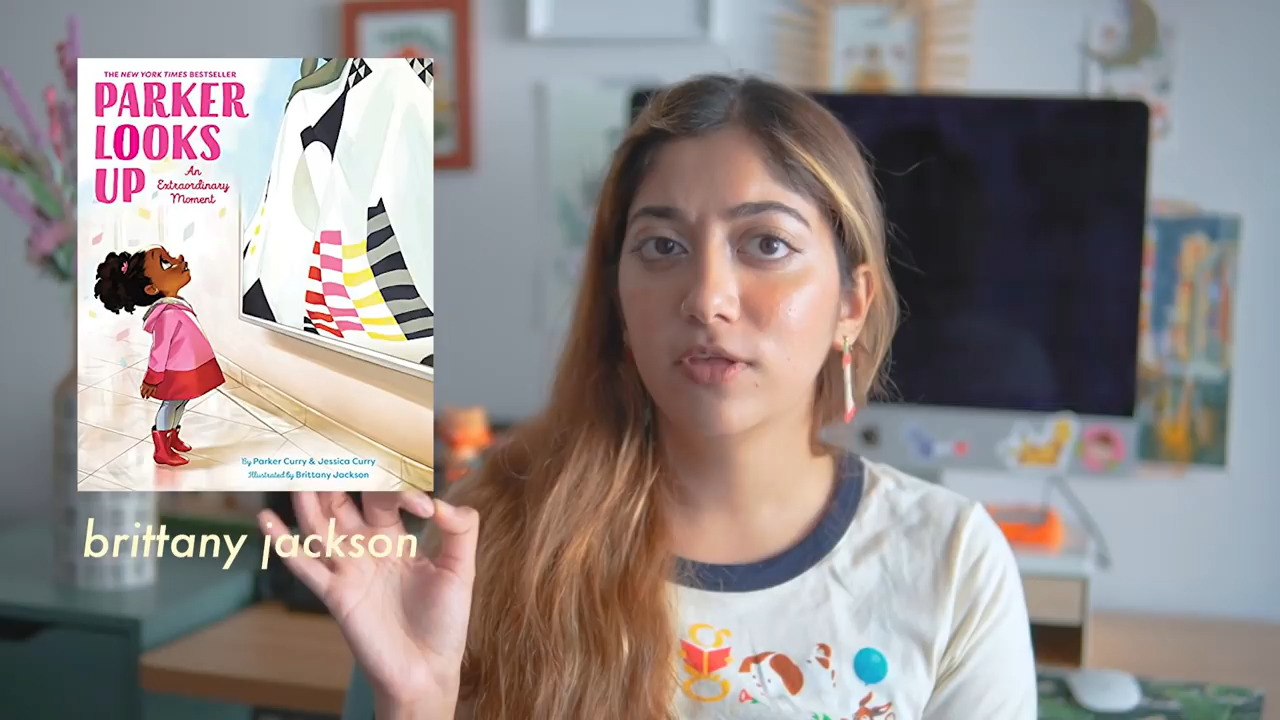 THE NEW YORK TIMES BESTSELLER
PARKER
LOOKS
UP
An
Extraordinary
Moment
By Parker Curry & Jessica Curry
Illustrated by Brittany Jackson
brittany jackson